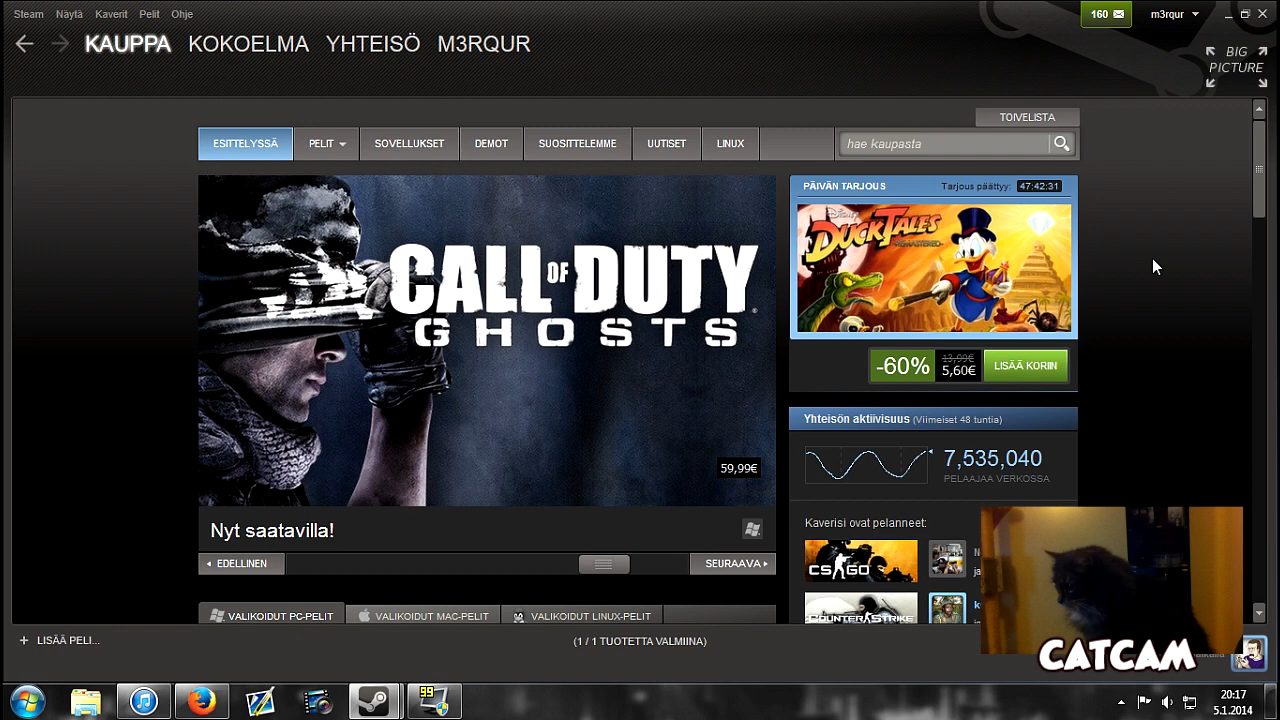 Steam Näytä Kaverit Pelit Ohje
160
m3rqur
KAUPPA KOKOELMA YHTEISÖ M3RQUR
BIG
PICTURE
TOIVELISTA
ESITTELYSSÄ PELIT SOVELLUKSET DEMOT SUOSITTELEMME UUTISET LINUX
hae kaupasta
CALL OF DUTY
GHOSTS
59,99€
Nyt saatavilla!
EDELLINEN
SEURAAVA
PÄIVÄN TARJOUS
Tarjous päättyy: 47:42:31
Disney
DUCKTALES
REMASTERED
-60%
13,99€
5,60€
LISÄÄ KORIIN
Yhteisön aktiivisuus (Viimeiset 48 tuntia)
7,535,040
PELAAJAA VERKOSSA
Kaverisi ovat pelanneet:
CS GO
COUNTER STRIKE
VALIKOIDUT PC-PELIT VALIKOIDUT MAC-PELIT VALIKOIDUT LINUX-PELIT
+ LISÄÄ PELI...
(1 / 1 TUOTETTA VALMIINA)
CATCAM
99
20:17
5.1.2014